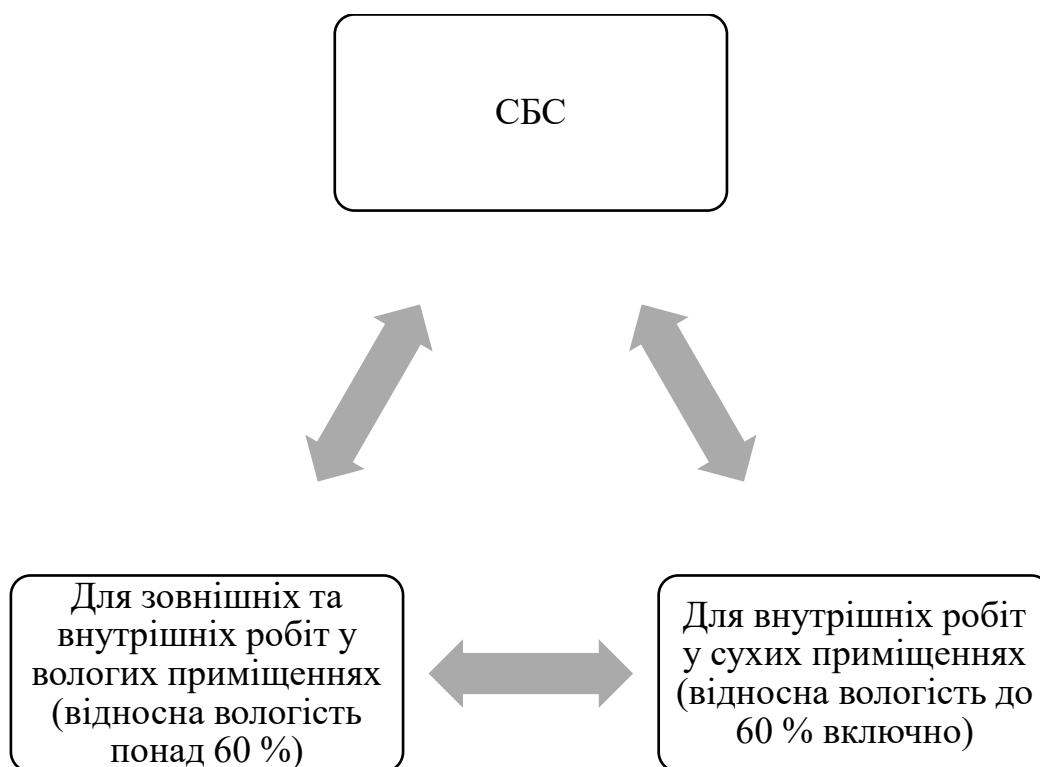 СБС
Для зовнішніх та
внутрішніх робіт у
вологих приміщеннях
(відносна вологість
понад 60 %)
Для внутрішніх робіт
у сухих приміщеннях
(відносна вологість до
60 % включно)